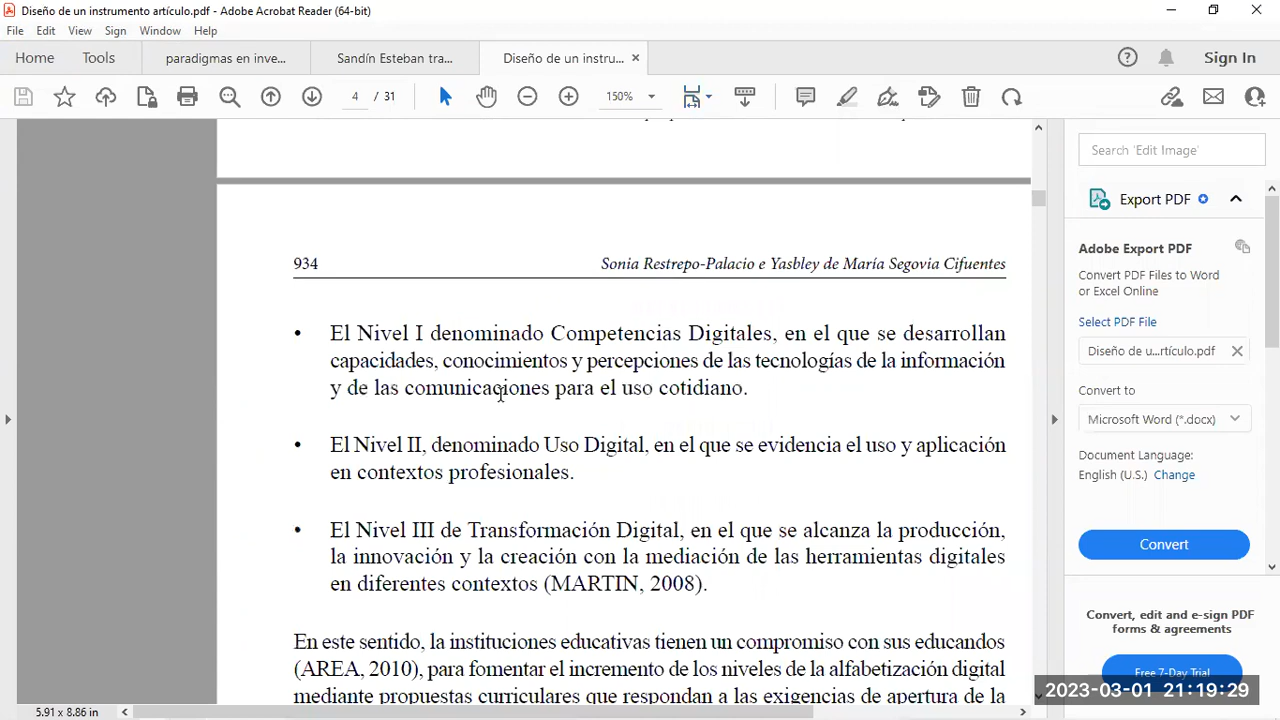 Diseño de un instrumento artículo.pdf - Adobe Acrobat Reader (64-bit)
File Edit View Sign Window Help
Home Tools paradigmas en inve... Sandín Esteban tra... Diseño de un instru... Sign In
4 / 31 150%
Search 'Edit Image'
Export PDF
Adobe Export PDF
Convert PDF Files to Word
or Excel Online
Select PDF File
Diseño de u...rtículo.pdf
Convert to
Microsoft Word (*.docx)
Document Language:
English (U.S.) Change
Convert
Convert, edit and e-sign PDF
forms & agreements
Free 7-Day Trial
934 Sonia Restrepo-Palacio e Yasbley de María Segovia Cifuentes
• El Nivel I denominado Competencias Digitales, en el que se desarrollan
capacidades, conocimientos y percepciones de las tecnologías de la información
y de las comunicaciones para el uso cotidiano.
• El Nivel II, denominado Uso Digital, en el que se evidencia el uso y aplicación
en contextos profesionales.
• El Nivel III de Transformación Digital, en el que se alcanza la producción,
la innovación y la creación con la mediación de las herramientas digitales
en diferentes contextos (MARTIN, 2008).
En este sentido, la instituciones educativas tienen un compromiso con sus educandos
(AREA, 2010), para fomentar el incremento de los niveles de la alfabetización digital
mediante propuestas curriculares que respondan a las exigencias de apertura de la
5.91 x 8.86 in
2023-03-01 21:19:29